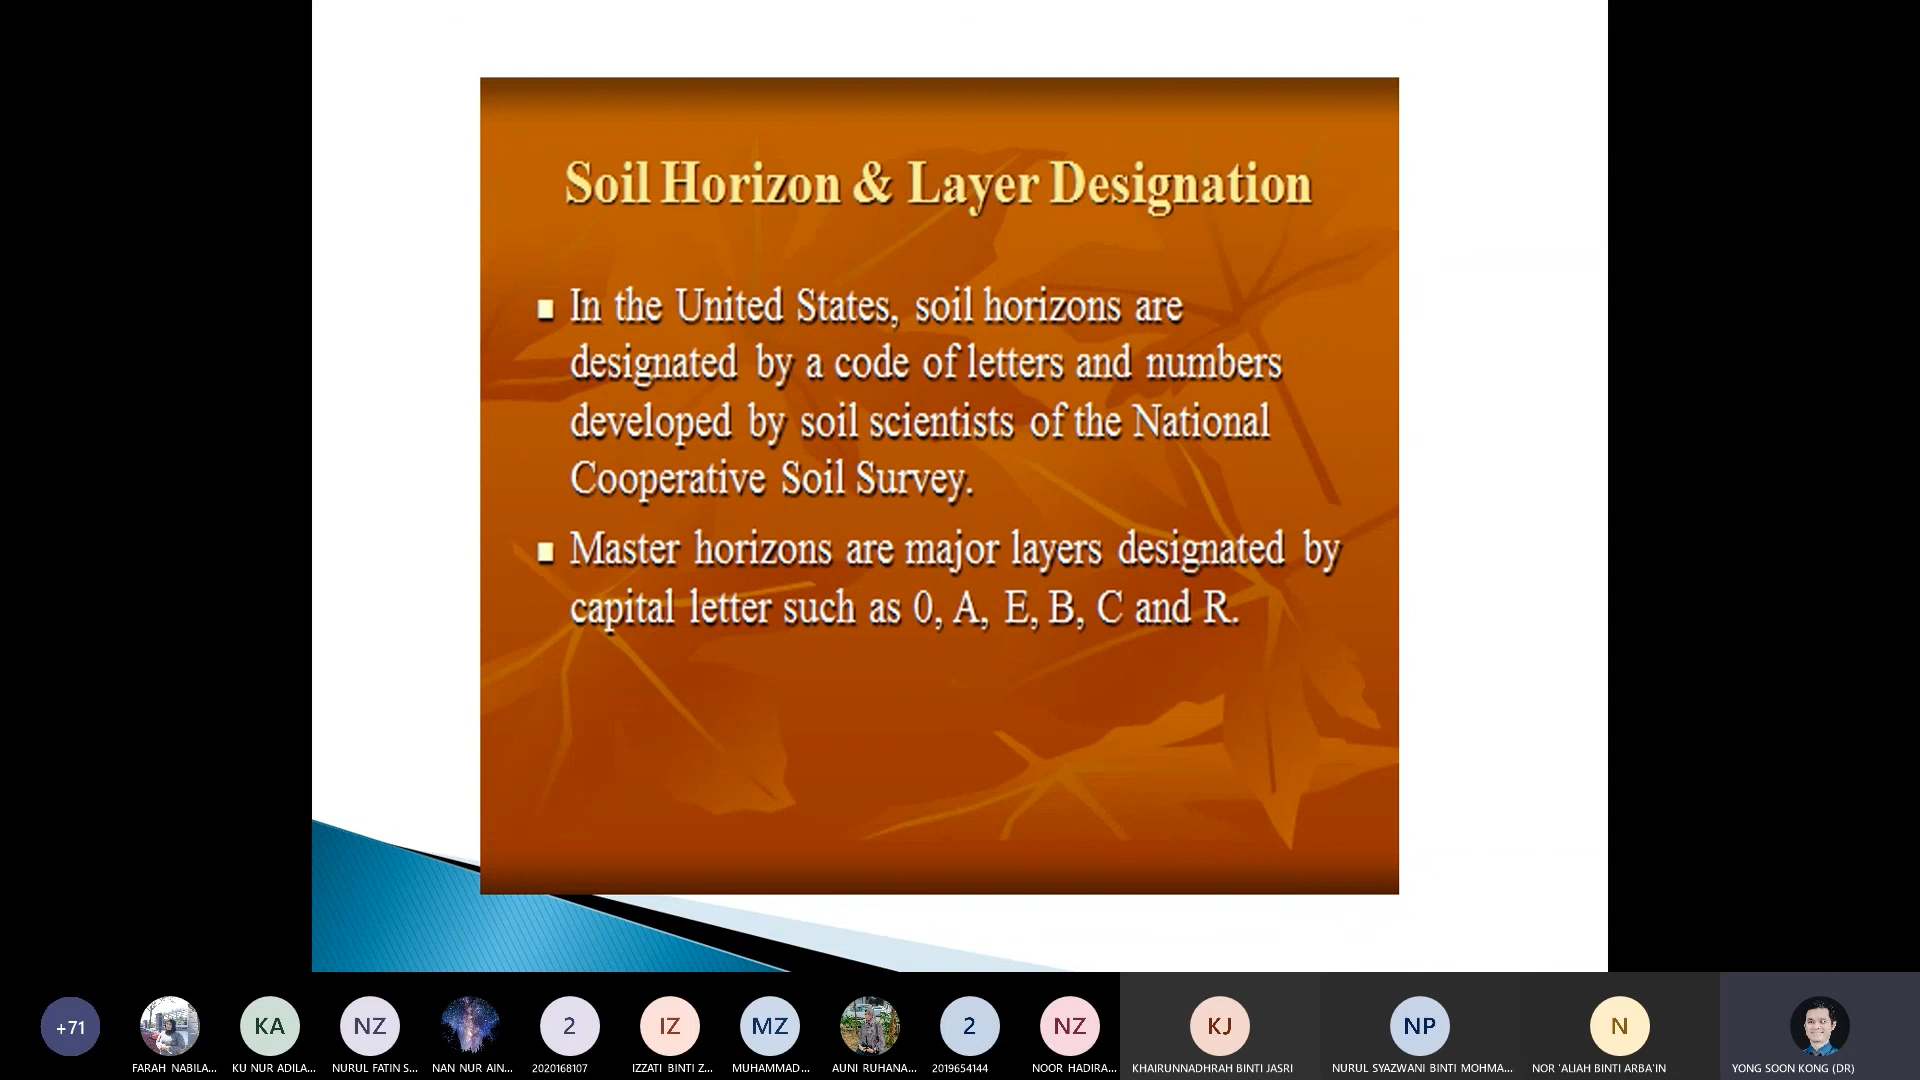 Soil Horizon & Layer Designation
In the United States, soil horizons are
designated by a code of letters and numbers
developed by soil scientists of the National
Cooperative Soil Survey.
Master horizons are major layers designated by
capital letter such as 0, A, E, B, C and R.
+71
KA
NZ
2
IZ
MZ
2
NZ
KJ
NP
N
FARAH NABILA...
KU NUR ADILA...
NURUL FATIN S...
NAN NUR AIN...
2020168107
IZZATI BINTI Z...
MUHAMMAD...
AUNI RUHANA...
2019654144
NOOR HADIRA...
KHAIRUNNADHRAH BINTI JASRI
NURUL SYAZWANI BINTI MOHMA...
NOR 'ALIAH BINTI ARBA'IN
YONG SOON KONG (DR)